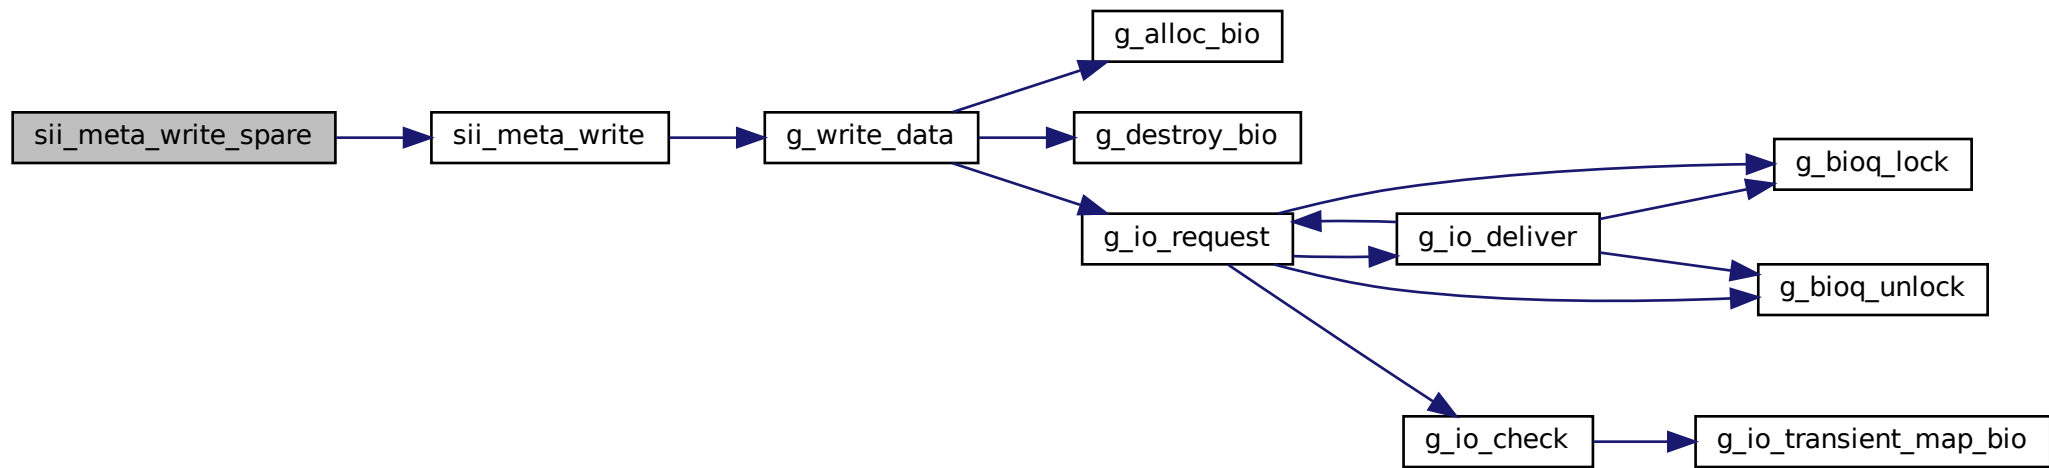 g_alloc_bio
sii_meta_write_spare
sii_meta_write
g_write_data
g_destroy_bio
g_bioq_lock
g_io_request
g_io_deliver
g_bioq_unlock
g_io_check
g_io_transient_map_bio